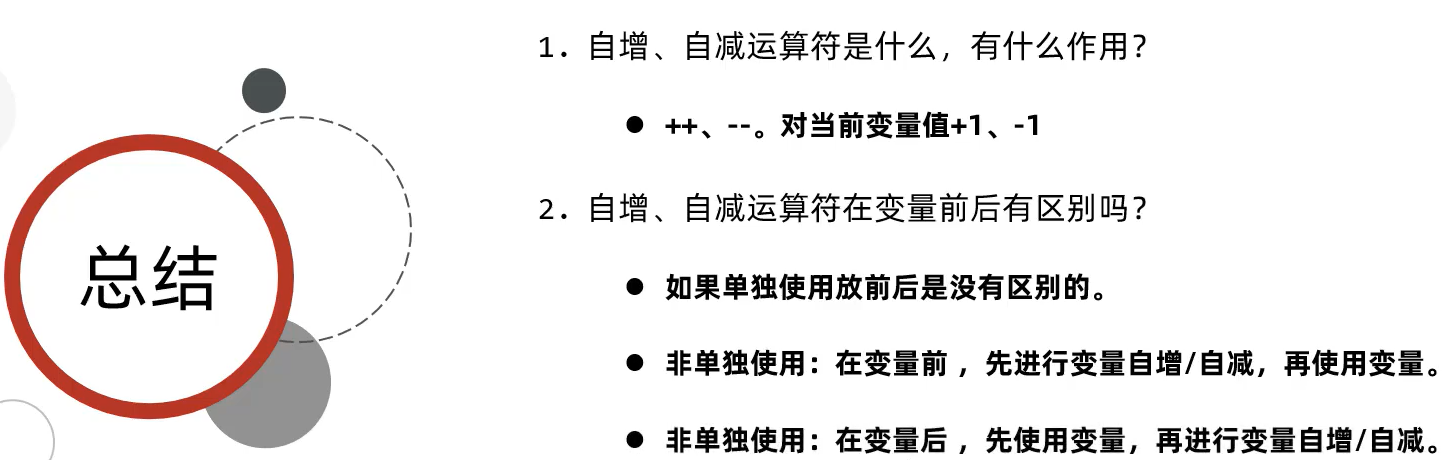 总结
1. 自增、自减运算符是什么，有什么作用？
● ++、--。对当前变量值+1、-1
2. 自增、自减运算符在变量前后有区别吗？
● 如果单独使用放前后是没有区别的。
● 非单独使用：在变量前 ，先进行变量自增/自减，再使用变量。
● 非单独使用：在变量后 ，先使用变量，再进行变量自增/自减。